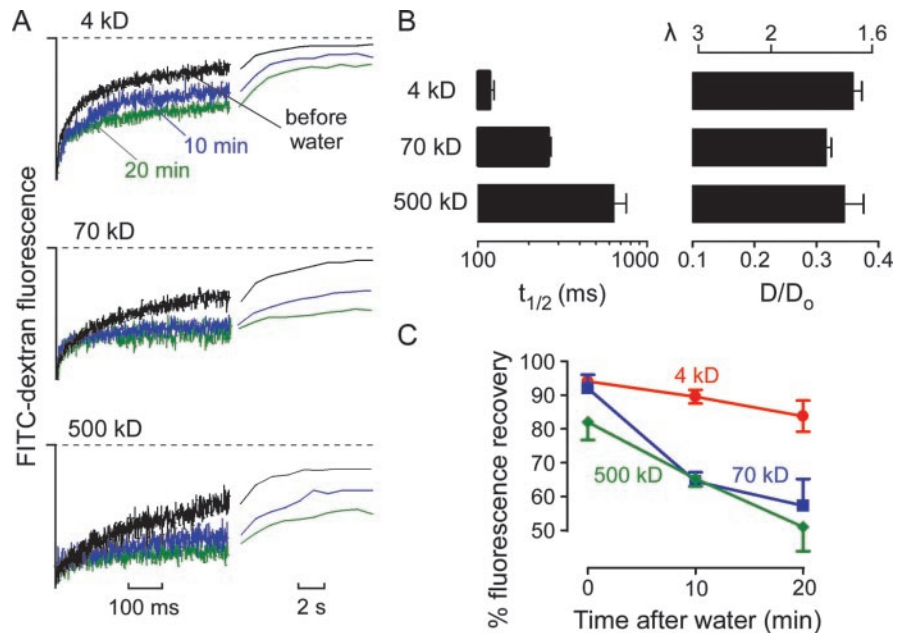 A
4 kD
before
water
10 min
20 min
70 kD
500 kD
FITC-dextran fluorescence
100 ms
2 s
B
4 kD
70 kD
500 kD
100 1000
t1/2 (ms)
λ 3 2 1.6
0.1 0.2 0.3 0.4
D/Do
C
% fluorescence recovery
100
90
80
70
60
50
4 kD
500 kD
70 kD
0 10 20
Time after water (min)